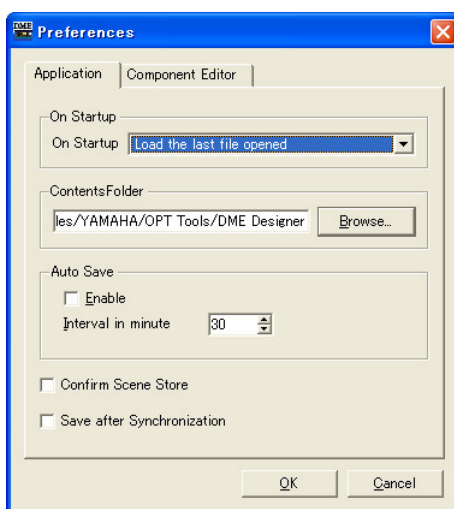 DME
Preferences
Application Component Editor
On Startup
On Startup Load the last file opened
ContentsFolder
les/YAMAHA/OPT Tools/DME Designer Browse...
Auto Save
Enable
Interval in minute 30
Confirm Scene Store
Save after Synchronization
OK Cancel